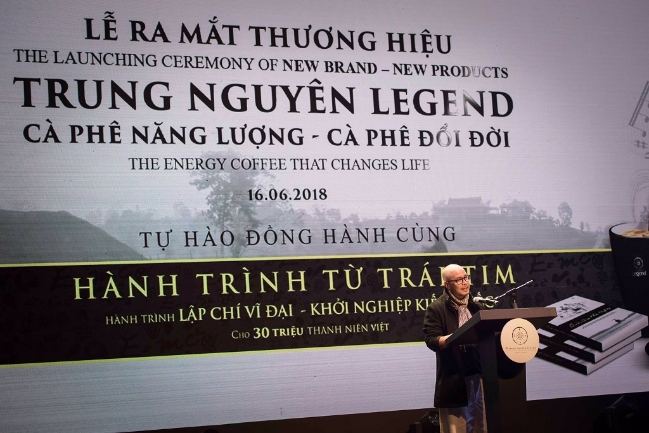 LỄ RA MẮT THƯƠNG HIỆU
THE LAUNCHING CEREMONY OF NEW BRAND – NEW PRODUCTS
TRUNG NGUYÊN LEGEND
CÀ PHÊ NĂNG LƯỢNG - CÀ PHÊ ĐỔI ĐỜI
THE ENERGY COFFEE THAT CHANGES LIFE
16.06.2018
TỰ HÀO ĐỒNG HÀNH CÙNG
HÀNH TRÌNH TỪ TRÁI TIM
HÀNH TRÌNH LẬP CHÍ VĨ ĐẠI - KHỞI NGHIỆP
CHO 30 TRIỆU THANH NIÊN VIỆT